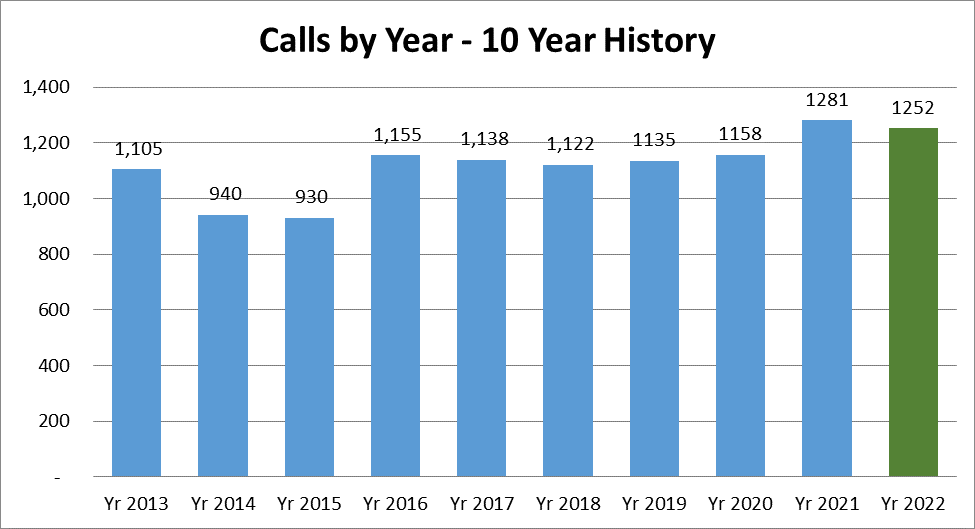 Calls by Year - 10 Year History
1,400
1,200
1,000
800
600
400
200
-
1,105
940
930
1,155
1,138
1,122
1135
1158
1281
1252
Yr 2013
Yr 2014
Yr 2015
Yr 2016
Yr 2017
Yr 2018
Yr 2019
Yr 2020
Yr 2021
Yr 2022